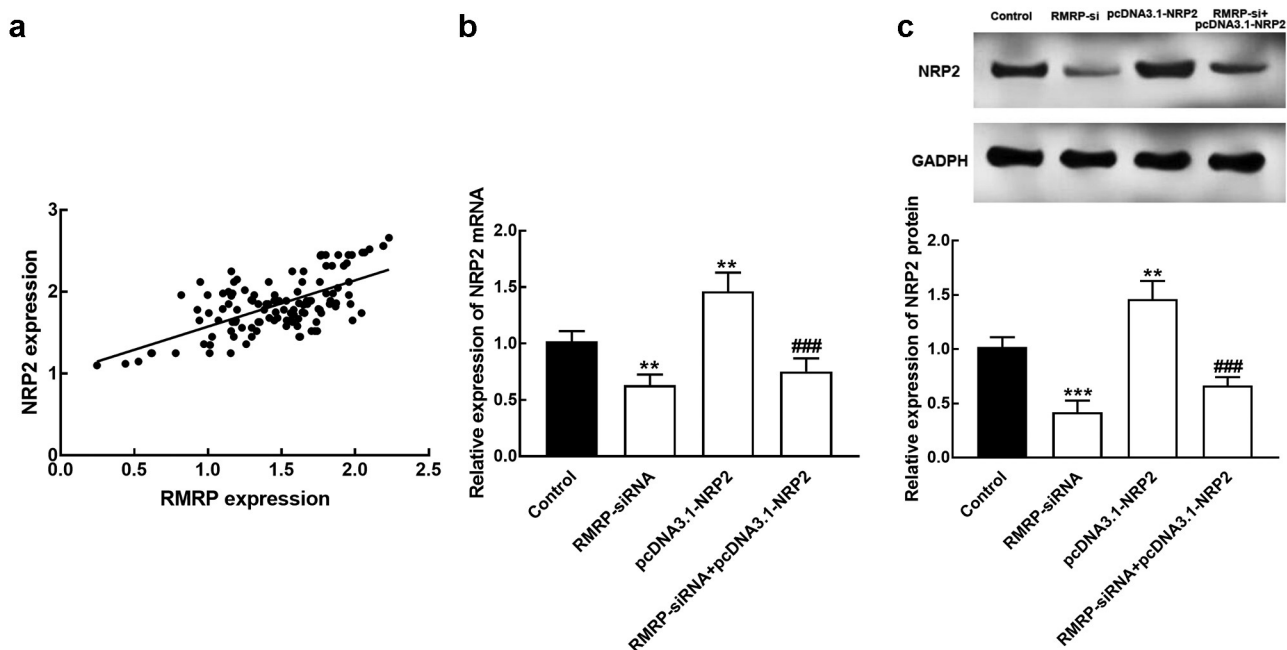 a
NRP2 expression
3
2
1
0
0.0 0.5 1.0 1.5 2.0 2.5
RMRP expression
b
Relative expression of NRP2 mRNA
2.0
1.5
1.0
0.5
0.0
**
**
###
Control
RMRP-siRNA
pcDNA3.1-NRP2
RMRP-siRNA+pcDNA3.1-NRP2
c
Control
RMRP-si
pcDNA3.1-NRP2
RMRP-si+
pcDNA3.1-NRP2
NRP2
GADPH
Relative expression of NRP2 protein
2.0
1.5
1.0
0.5
0.0
***
**
###
Control
RMRP-siRNA
pcDNA3.1-NRP2
RMRP-siRNA+pcDNA3.1-NRP2